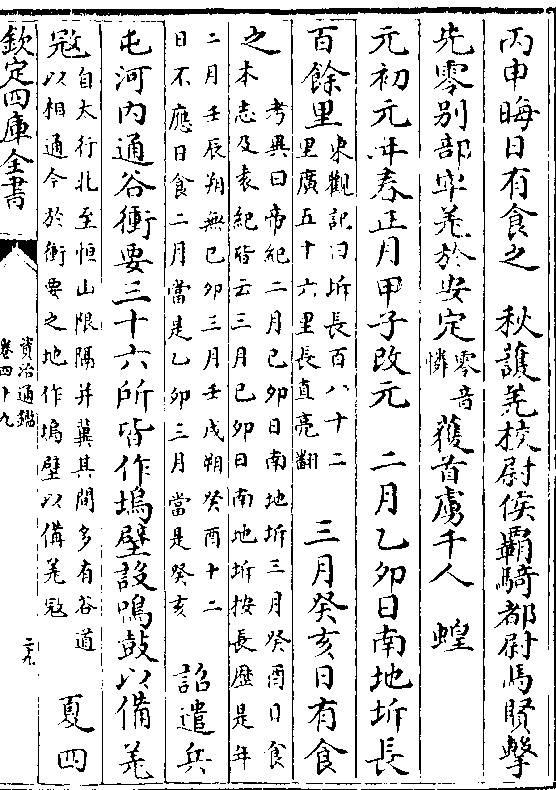 丙申晦日有食之　秋護羌校尉侯霸騎都尉馬賢擊
先零別部牢羌於安定零音憐獲首虜千人　蝗
元初元年春正月甲子改元　二月乙卯日南地坼長
百餘里東觀記曰坼長百八十二里廣五十六里長直亮翻　三月癸亥日有食
之考異曰帝紀二月己卯日南地坼三月癸酉日食本志及袁紀皆云三月己卯日南地坼按長歴是年
二月壬辰朔無己卯三月壬戌朔癸酉十二日不應日食二月當是乙卯三月當是癸亥　詔遣兵
屯河内通谷衝要三十六所皆作塢壁設鳴鼓以備羌
冦自太行北至恒山限隔并冀其間多有谷道以相通今於衝要之地作塢壁以備羌冦　夏四
欽定四庫全書
資治通鑑
卷四十九
二九